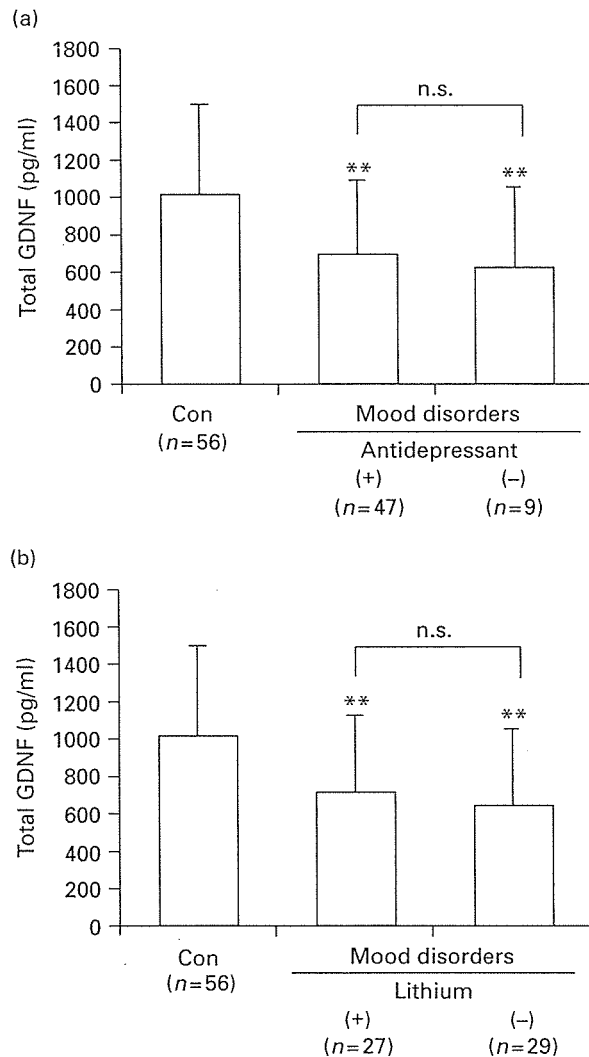 (a)
1800
1600
1400
1200
1000
800
600
400
200
0
Total GDNF (pg/ml)
n.s.
** **
Con
(n=56)
Mood disorders
Antidepressant
(+) (–)
(n=47) (n=9)
(b)
1800
1600
1400
1200
1000
800
600
400
200
0
Total GDNF (pg/ml)
n.s.
** **
Con
(n=56)
Mood disorders
Lithium
(+) (–)
(n=27) (n=29)